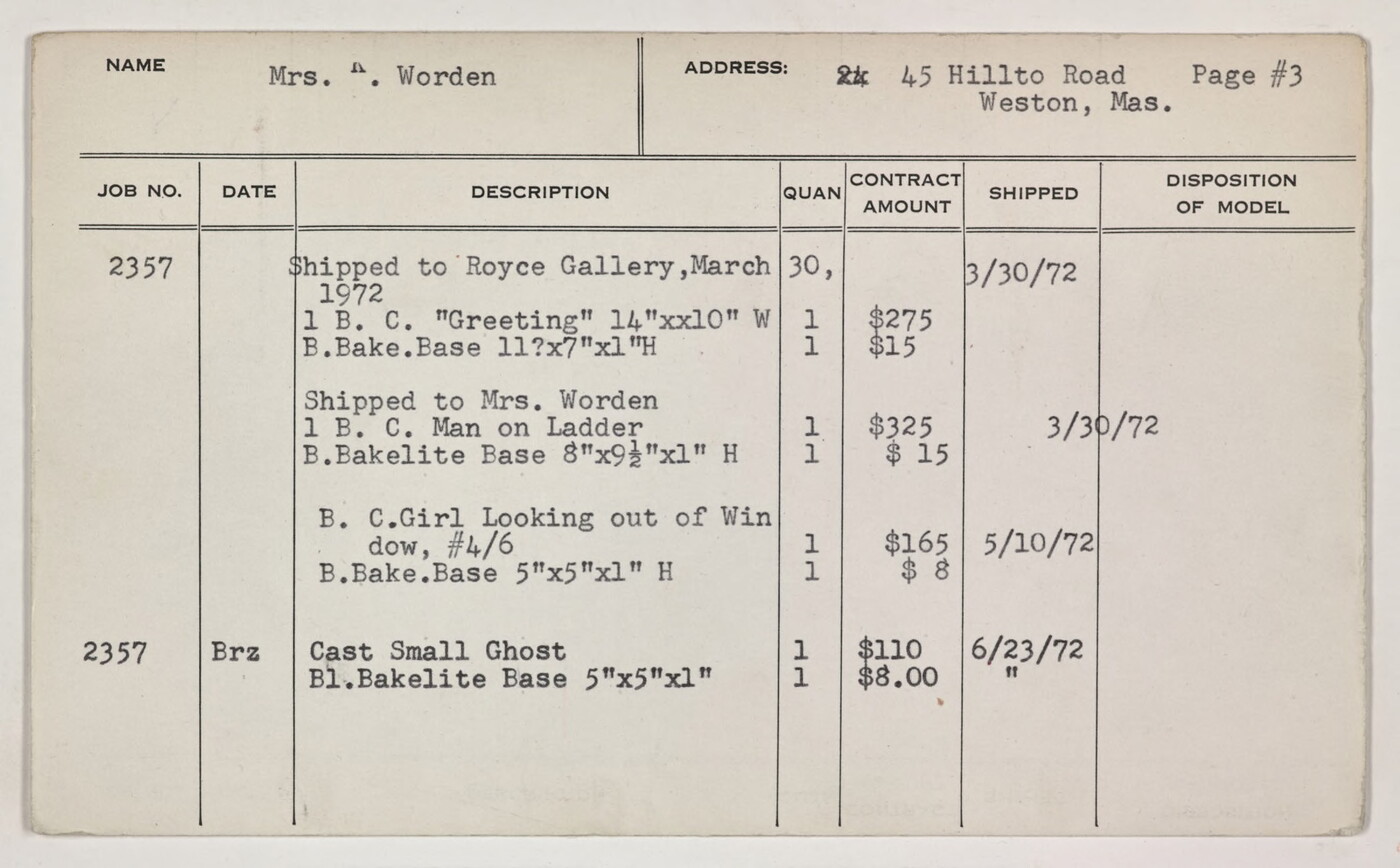 NAME Mrs. . Worden ADDRESS: 45 Hillto Road Page #3
Weston, Mas.
JOB NO. DATE DESCRIPTION QUAN CONTRACT AMOUNT SHIPPED DISPOSITION OF MODEL
2357 Shipped to Royce Gallery,March 30, 3/30/72
1972
1 B. C. "Greeting" 14"xx10" W 1 $275
B.Bake.Base 11?x7"x1"H 1 $15
Shipped to Mrs. Worden
1 B. C. Man on Ladder 1 $325 3/30/72
B.Bakelite Base 8"x9½"x1" H 1 $ 15
B. C.Girl Looking out of Win
dow, #4/6 1 $165 5/10/72
B.Bake.Base 5"x5"x1" H 1 $ 8
2357 Brz Cast Small Ghost 1 $110 6/23/72
Bl.Bakelite Base 5"x5"x1" 1 $8.00 "